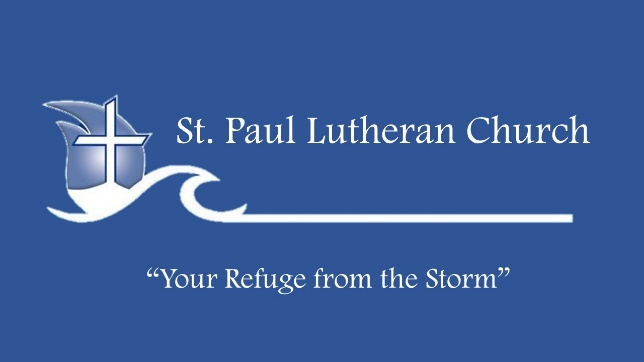 St. Paul Lutheran Church
“Your Refuge from the Storm”